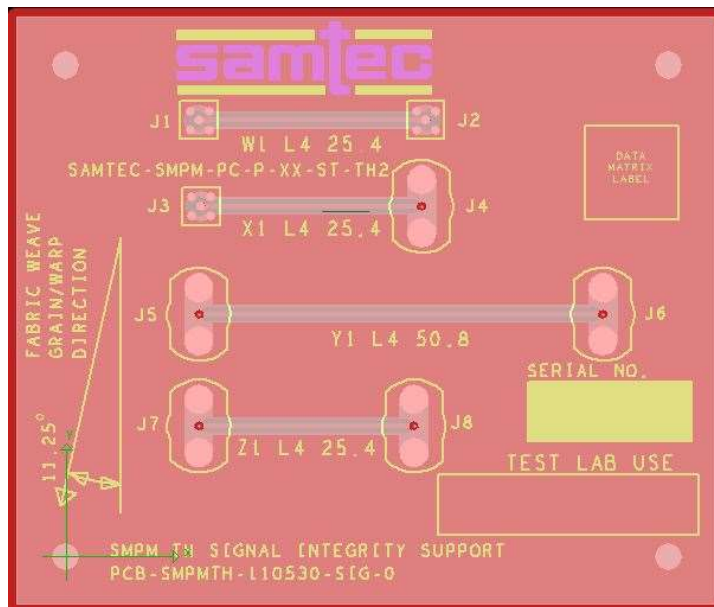 samtec
J1
J2
W1 L4 25.4
SAMTEC-SMPM-PC-P-XX-ST-TH2
DATA
MATRIX
LABEL
J3
J4
X1 L4 25.4
FABRIC WEAVE
GRAIN/WARP
DIRECTION
J5
J6
Y1 L4 50.8
SERIAL NO.
J7
J8
11.25°
Z1 L4 25.4
TEST LAB USE
Y
X
SMPM TH SIGNAL INTEGRITY SUPPORT
PCB-SMPMTH-110530-SIG-0